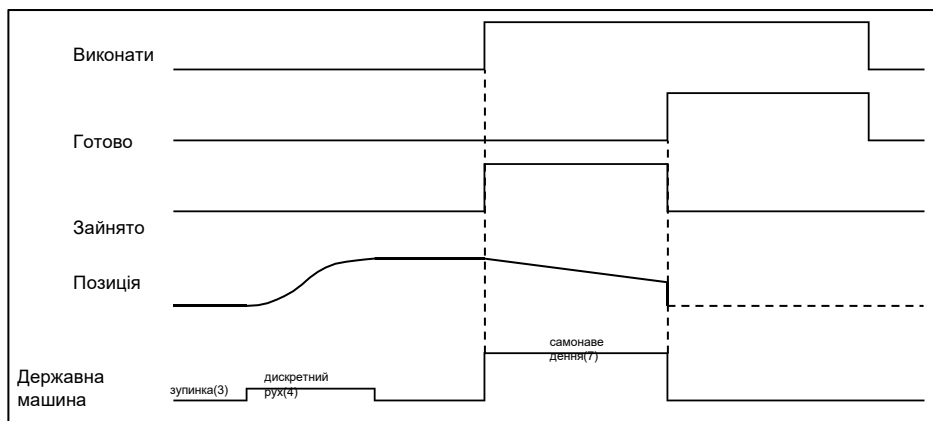 Виконати
Готово
Зайнято
Позиція
самонаве
дення(7)
Державна
машина
зупинка(3)
дискретний
рух(4)